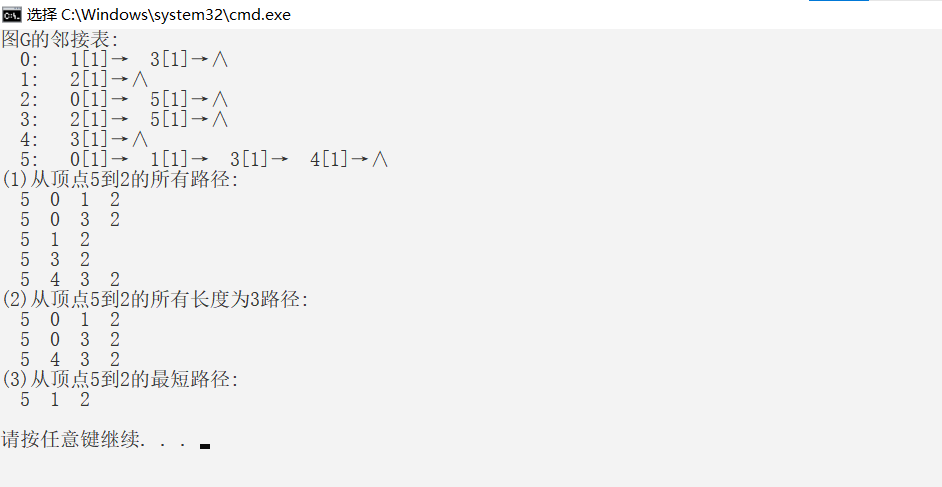 选择 C:\Windows\system32\cmd.exe
图G的邻接表:
  0:   1[1]→  3[1]→∧
  1:   2[1]→∧
  2:   0[1]→  5[1]→∧
  3:   2[1]→  5[1]→∧
  4:   3[1]→∧
  5:   0[1]→  1[1]→  3[1]→  4[1]→∧
(1)从顶点5到2的所有路径:
  5  0  1  2
  5  0  3  2
  5  1  2
  5  3  2
  5  4  3  2
(2)从顶点5到2的所有长度为3路径:
  5  0  1  2
  5  0  3  2
  5  4  3  2
(3)从顶点5到2的最短路径:
  5  1  2
请按任意键继续. . .